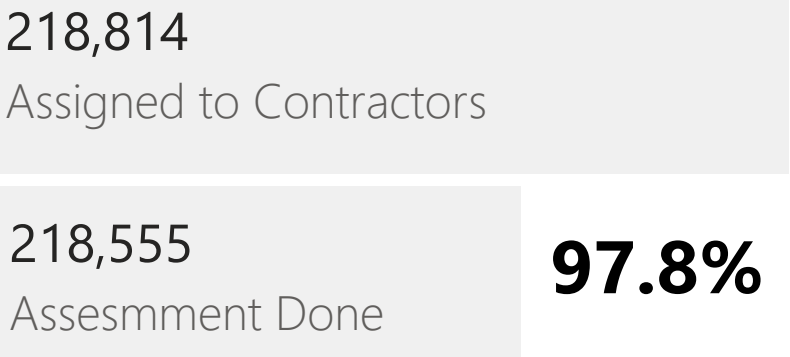 218,814
Assigned to Contractors
218,555
Assesmment Done
97.8%